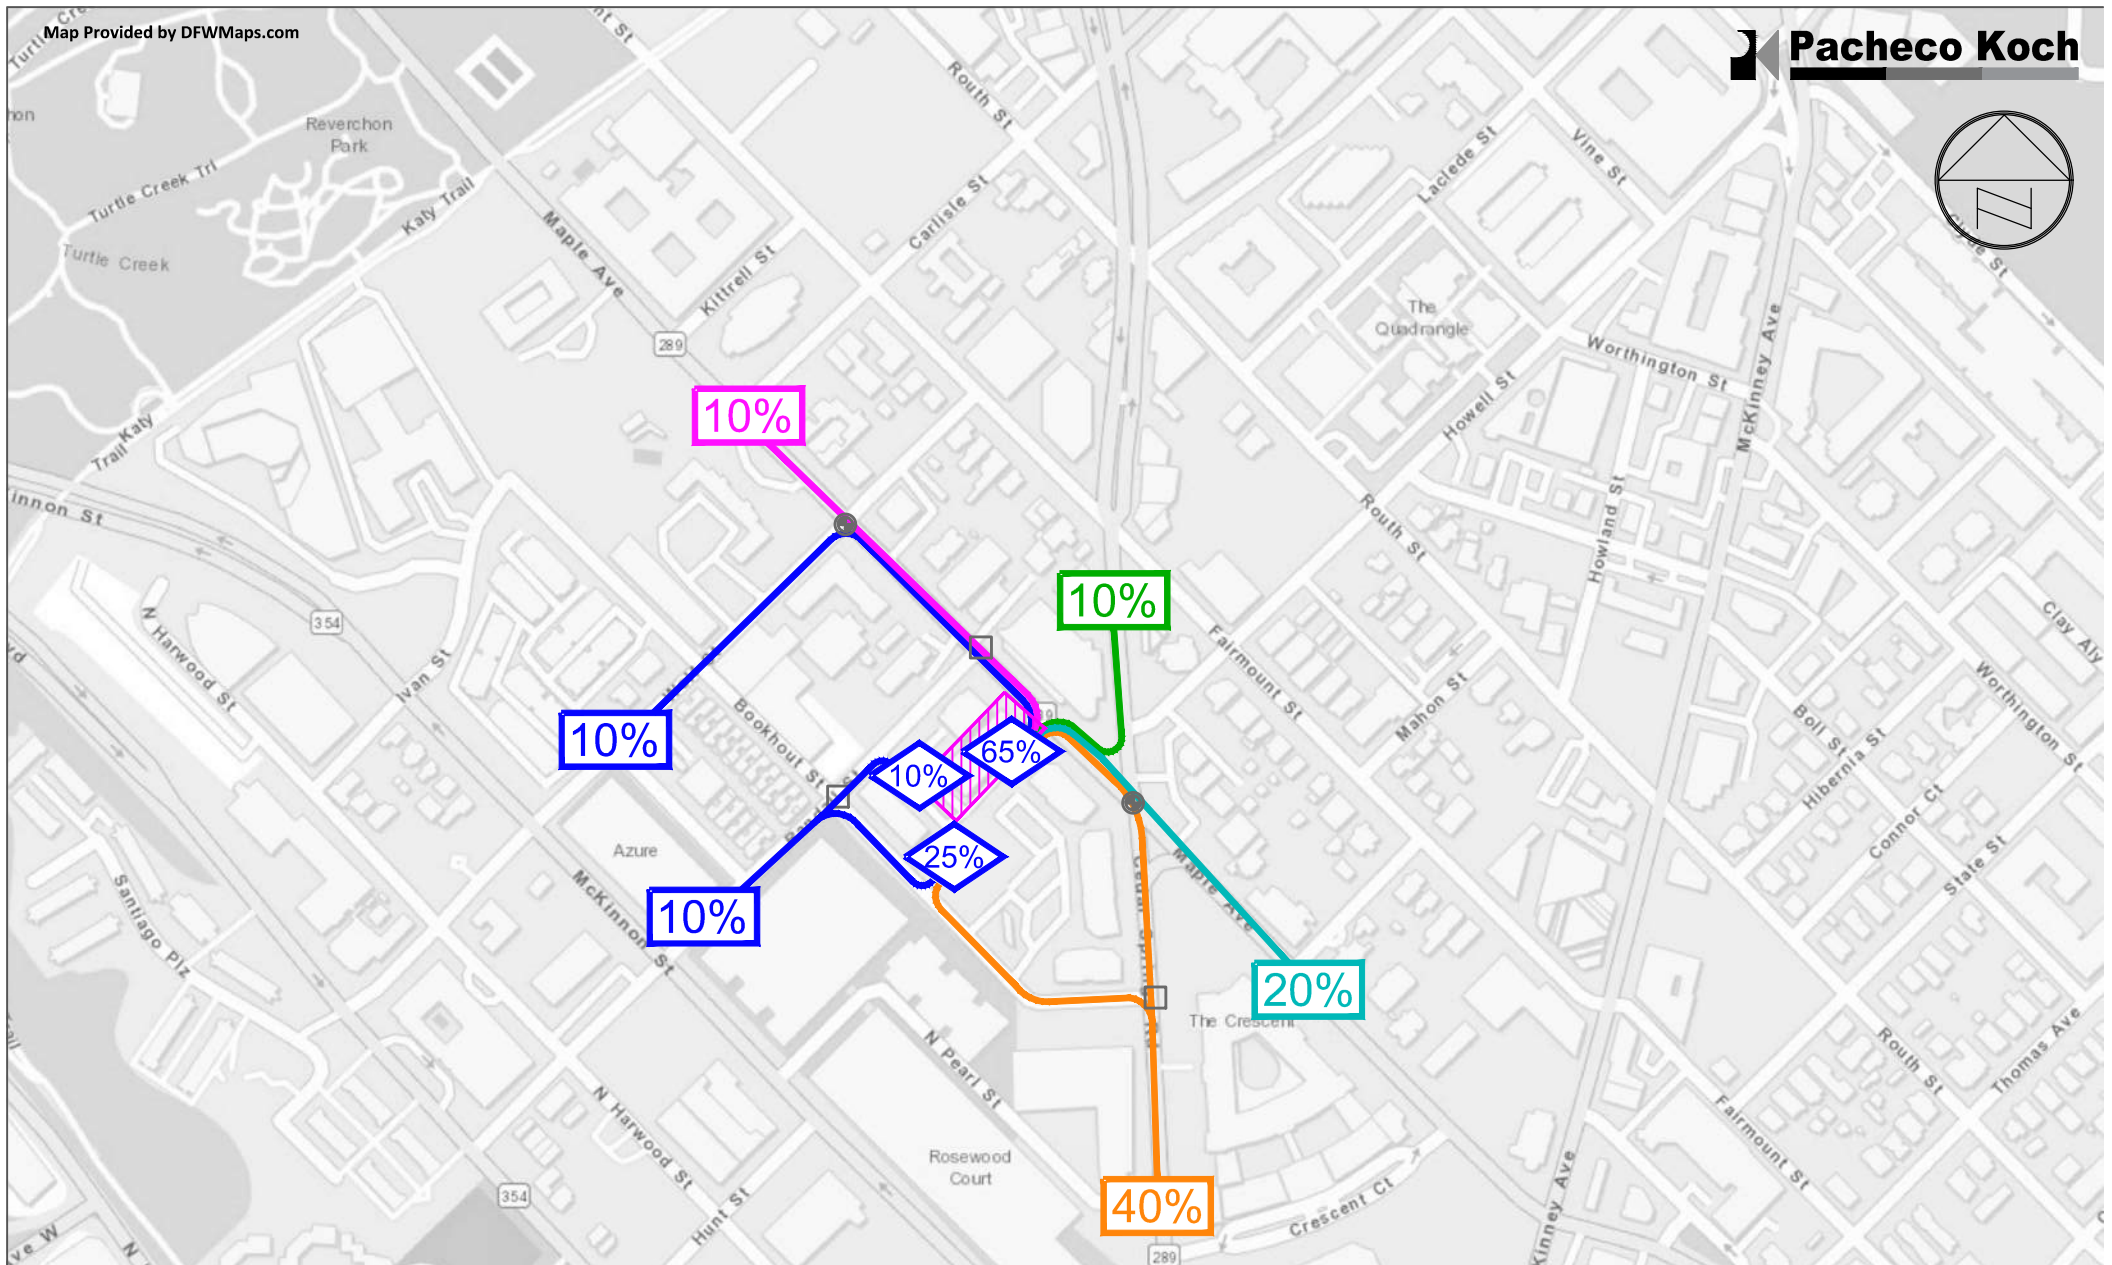 Map Provided by DFWMaps.com
Pacheco Koch
Routh St
Reverchon
Park
Turtle Creek Trl
Katy Trail
Turtle Creek
Maple Ave
Kittrell St
Carlisle St
Laclede St
Vine St
Clyde St
289
The
Quadrangle
Worthington St
McKinney Ave
Howell St
10%
Katy
Trail
innon St
Routh St
Howland St
354
N Harwood St
Ivan St
10%
Fairmount St
Mahon St
Clay Aly
Worthington St
Boll St
Hibernia St
Connor Ct
State St
10%
Bookhout St
65%
10%
25%
Azure
McKinnon St
Santiago Plz
10%
Maple Ave
20%
The Crescent
N Pearl St
N Harwood St
Hunt St
Rosewood
Court
Routh St
Thomas Ave
Fairmount St
354
40%
Crescent Ct
289
Kinney Ave
ve W